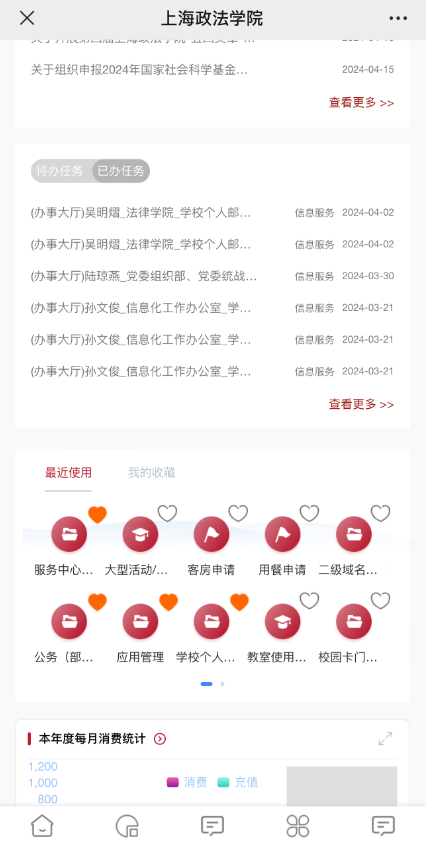 上海政法学院
关于组织申报2024年国家社会科学基金... 2024-04-15
查看更多 >>
待办任务 已办任务
(办事大厅)吴明熠_法律学院_学校个人邮... 信息服务 2024-04-02
(办事大厅)吴明熠_法律学院_学校个人邮... 信息服务 2024-04-02
(办事大厅)陆琼燕_党委组织部、党委统战... 信息服务 2024-03-30
(办事大厅)孙文俊_信息化工作办公室_学... 信息服务 2024-03-21
(办事大厅)孙文俊_信息化工作办公室_学... 信息服务 2024-03-21
(办事大厅)孙文俊_信息化工作办公室_学... 信息服务 2024-03-21
查看更多 >>
最近使用 我的收藏
服务中心... 大型活动/... 客房申请 用餐申请 二级域名...
公务（部... 应用管理 学校个人... 教室使用... 校园卡门...
本年度每月消费统计
1,200
1,000 消费 充值
800